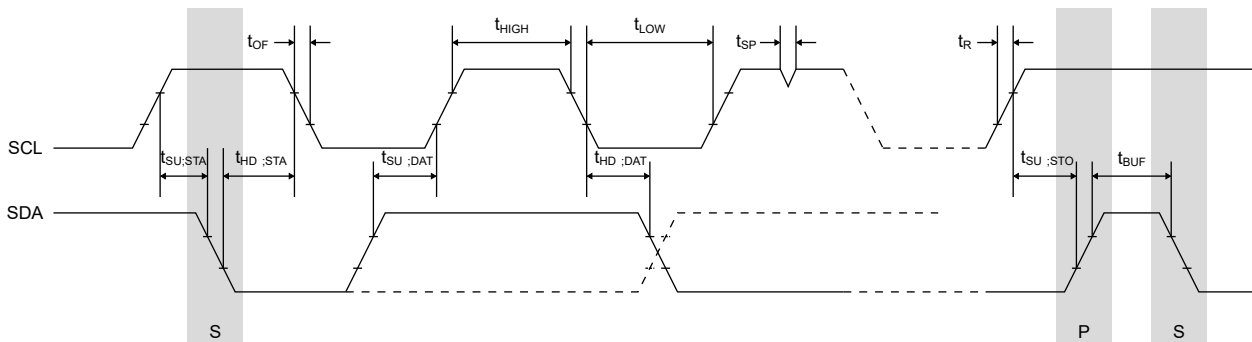 tOF
tHIGH
tLOW
tSP
tR
SCL
tSU;STA
tHD ;STA
tSU ;DAT
tHD ;DAT
tSU ;STO
tBUF
SDA
S
P
S